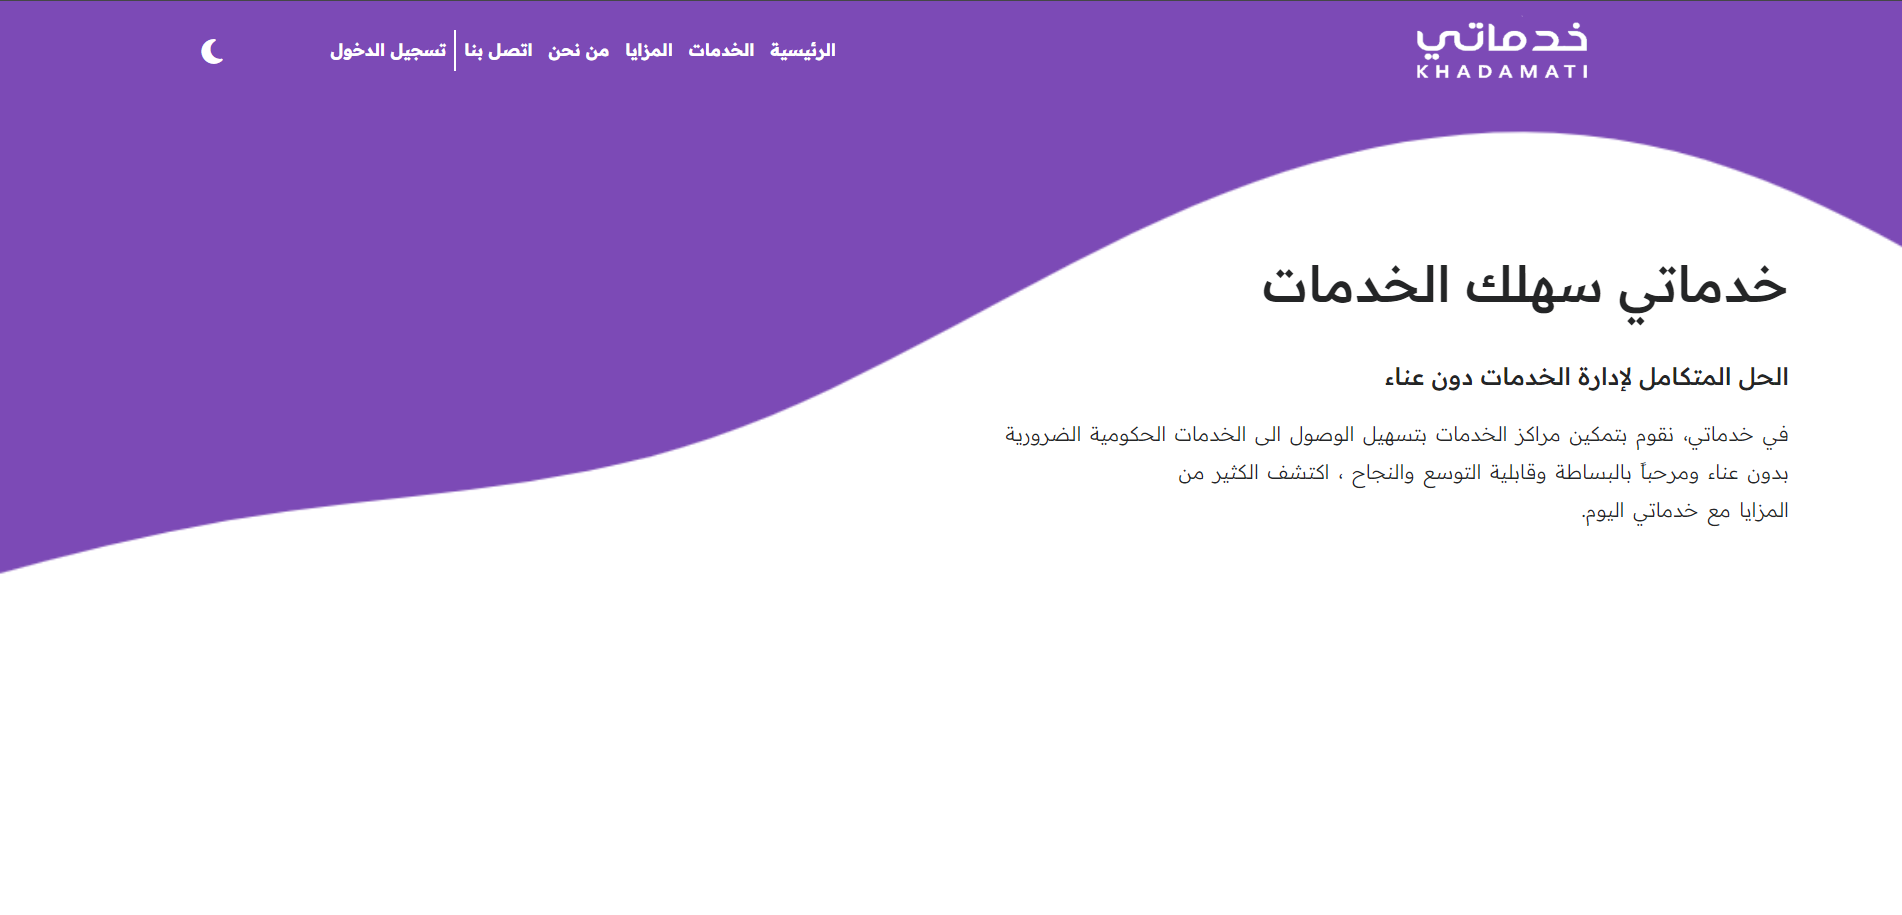 خدماتي
KHADAMATI
الرئيسية الخدمات المزايا من نحن اتصل بنا تسجيل الدخول
خدماتي سهلك الخدمات
الحل المتكامل لإدارة الخدمات دون عناء
في خدماتي، نقوم بتمكين مراكز الخدمات بتسهيل الوصول الى الخدمات الحكومية الضرورية
بدون عناء ومرحباً بالبساطة وقابلية التوسع والنجاح ، اكتشف الكثير من
المزايا مع خدماتي اليوم.